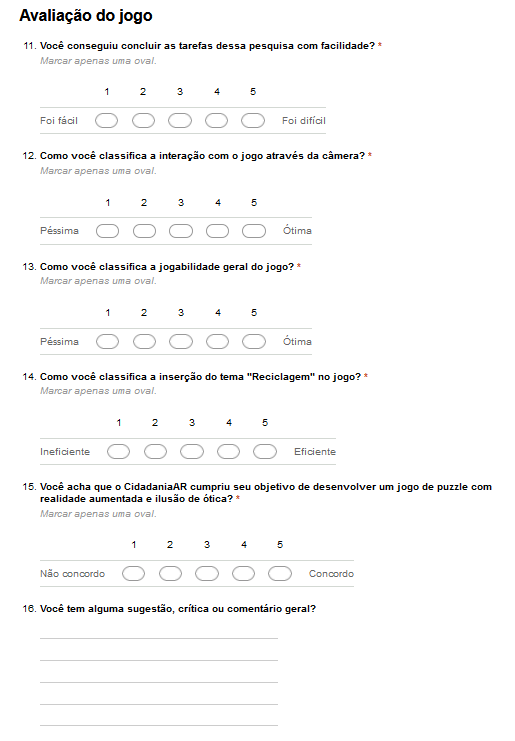 Avaliação do jogo
11. Você conseguiu concluir as tarefas dessa pesquisa com facilidade? *
Marcar apenas uma oval.
1 2 3 4 5
Foi fácil Foi difícil
12. Como você classifica a interação com o jogo através da câmera? *
Marcar apenas uma oval.
1 2 3 4 5
Péssima Ótima
13. Como você classifica a jogabilidade geral do jogo? *
Marcar apenas uma oval.
1 2 3 4 5
Péssima Ótima
14. Como você classifica a inserção do tema "Reciclagem" no jogo? *
Marcar apenas uma oval.
1 2 3 4 5
Ineficiente Eficiente
15. Você acha que o CidadaniaAR cumpriu seu objetivo de desenvolver um jogo de puzzle com
realidade aumentada e ilusão de ótica? *
Marcar apenas uma oval.
1 2 3 4 5
Não concordo Concordo
16. Você tem alguma sugestão, crítica ou comentário geral?